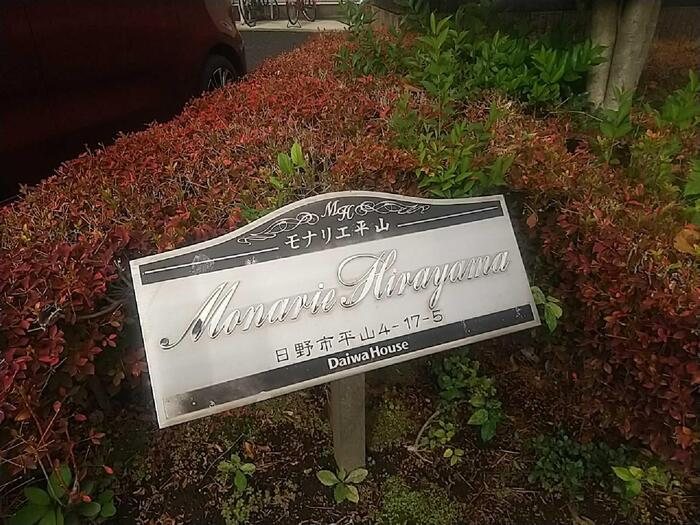 MH
モナリエ平山
Monarie Hirayama
日野市平山4-17-5
DaiwaHouse